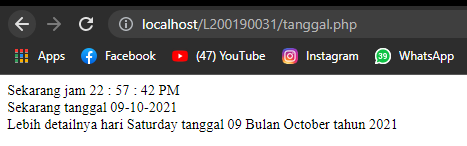 localhost/L200190031/tanggal.php
Apps Facebook (47) YouTube Instagram 39 WhatsApp
Sekarang jam 22 : 57 : 42 PM
Sekarang tanggal 09-10-2021
Lebih detailnya hari Saturday tanggal 09 Bulan October tahun 2021